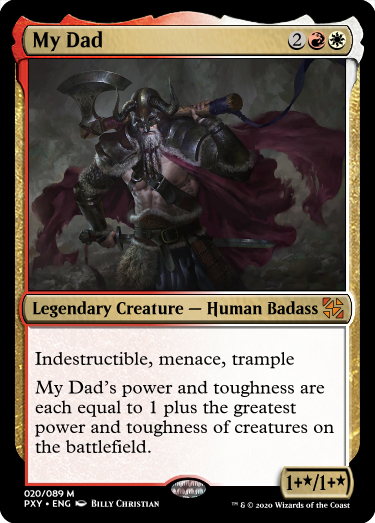 My Dad 2
Legendary Creature — Human Badass
Indestructible, menace, trample
My Dad's power and toughness are
each equal to 1 plus the greatest
power and toughness of creatures on
the battlefield.
1+★/1+★
020/089 M
PXY • ENG Billy Christian
™ & © 2020 Wizards of the Coast